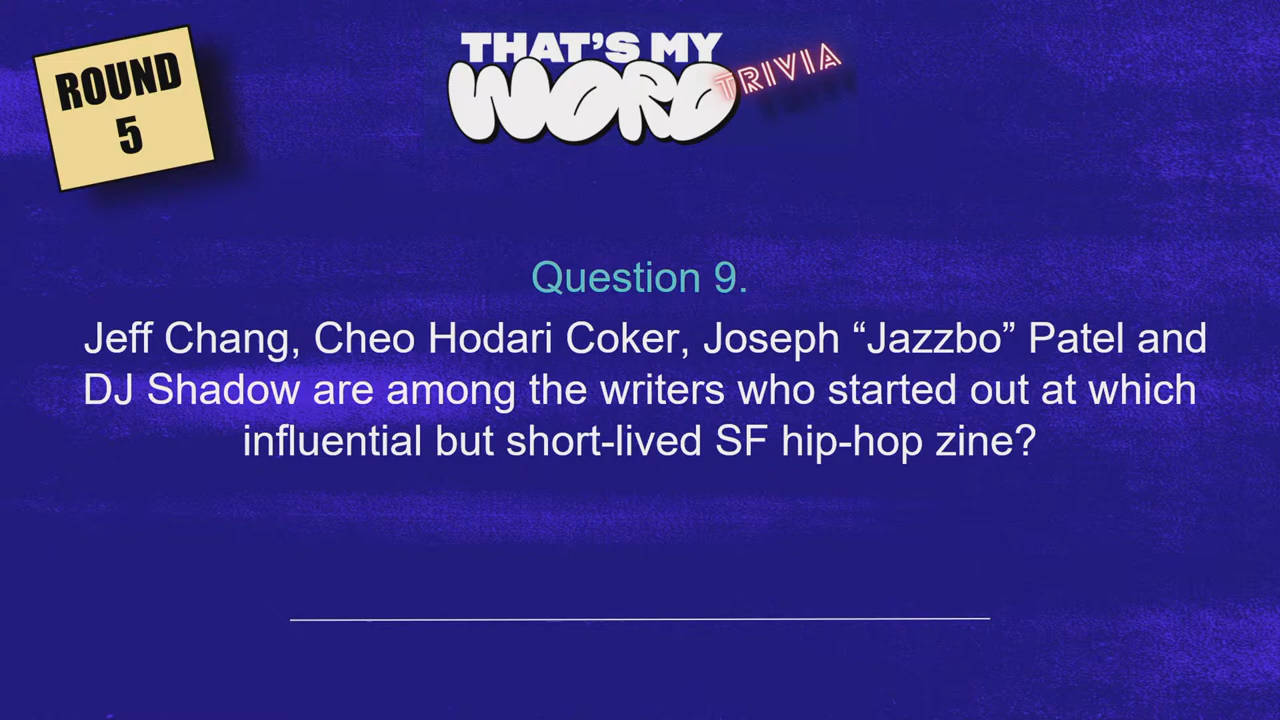 ROUND
5
THAT'S MY
WORD
TRIVIA
Question 9.
Jeff Chang, Cheo Hodari Coker, Joseph “Jazzbo” Patel and
DJ Shadow are among the writers who started out at which
influential but short-lived SF hip-hop zine?